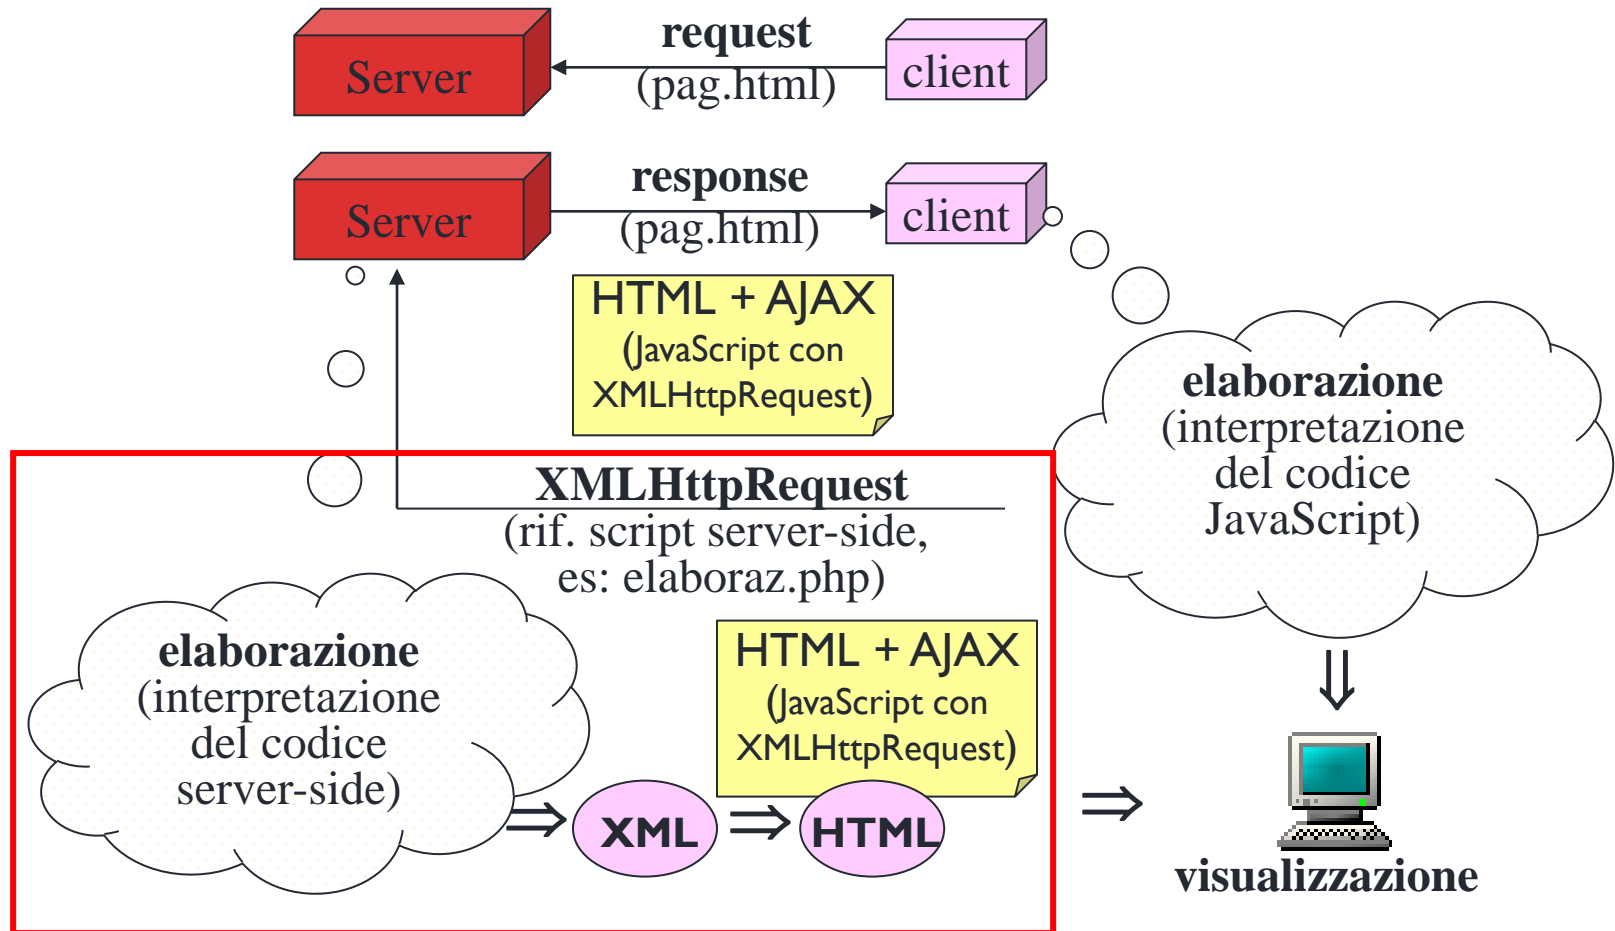 request
Server
client
(pag.html)
response
Server
client
(pag.html)
HTML + AJAX
(JavaScript con
XMLHttpRequest)
elaborazione
(interpretazione
del codice
JavaScript)
XMLHttpRequest
(rif. script server-side,
es: elaboraz.php)
elaborazione
(interpretazione
del codice
server-side)
HTML + AJAX
(JavaScript con
XMLHttpRequest)
XML
HTML
visualizzazione